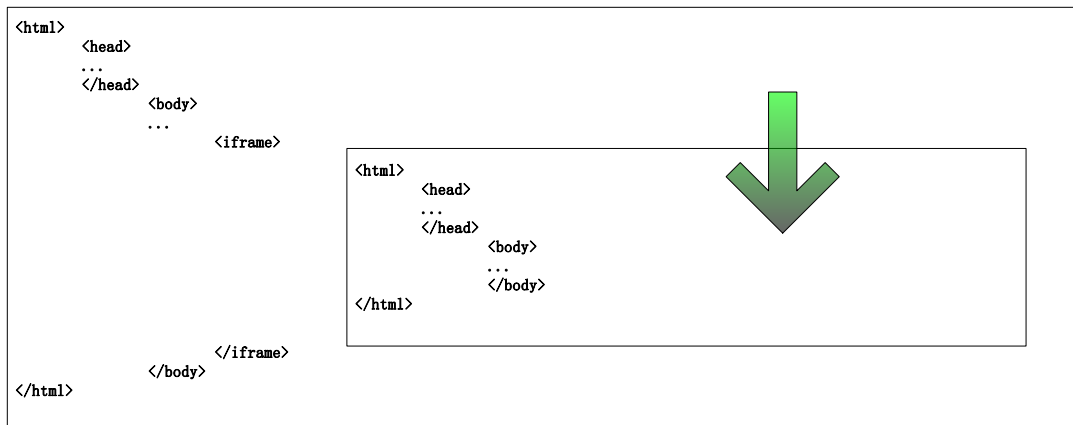 <html>
<head>
...
</head>
<body>
...
<iframe>
<html>
<head>
...
</head>
<body>
...
</body>
</html>
</iframe>
</body>
</html>